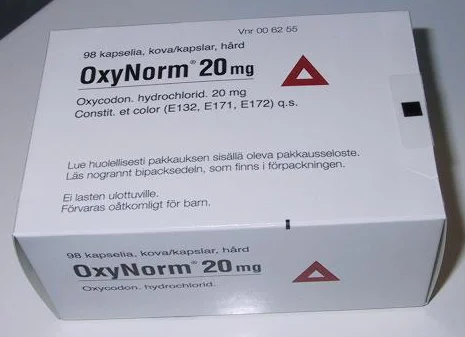 Vnr 00 62 55
98 kapselia, kova/kapslar, hård
OxyNorm® 20 mg
Oxycodon. hydrochlorid. 20 mg
Constit. et color (E132, E171, E172) q.s.
Lue huolellisesti pakkauksen sisällä oleva pakkausseloste.
Läs nogrannt bipacksedeln, som finns i förpackningen.
Ei lasten ulottuville.
Förvaras oåtkomligt för barn.
98 kapselia, kova/kapslar, hård
OxyNorm® 20 mg
Oxycodon. hydrochlorid.